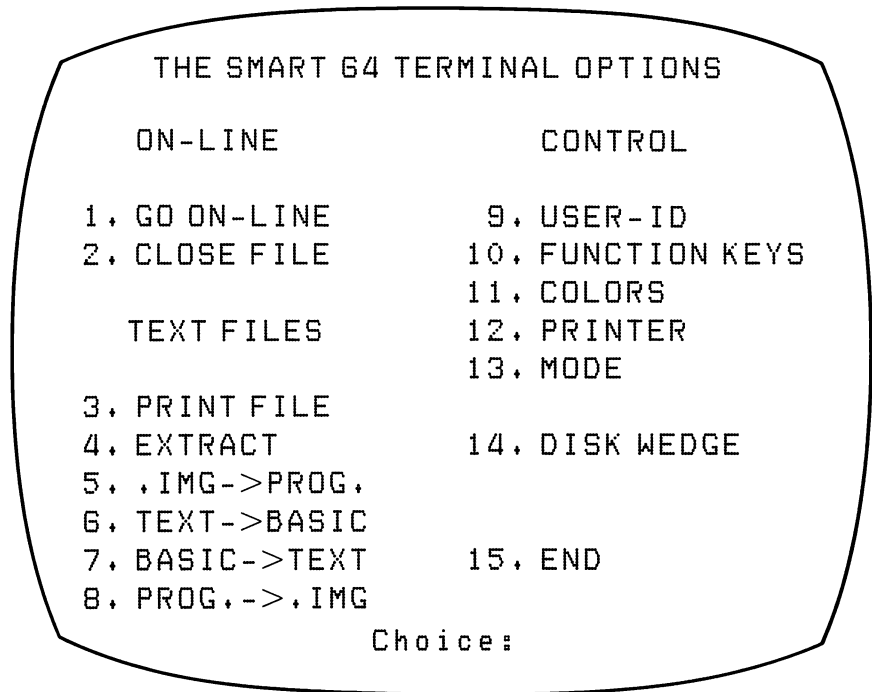 THE SMART 64 TERMINAL OPTIONS
ON-LINE
1. GO ON-LINE
2. CLOSE FILE
TEXT FILES
3. PRINT FILE
4. EXTRACT
5. .IMG->PROG.
6. TEXT->BASIC
7. BASIC->TEXT
8. PROG.->.IMG
CONTROL
9. USER-ID
10. FUNCTION KEYS
11. COLORS
12. PRINTER
13. MODE
14. DISK WEDGE
15. END
Choice: